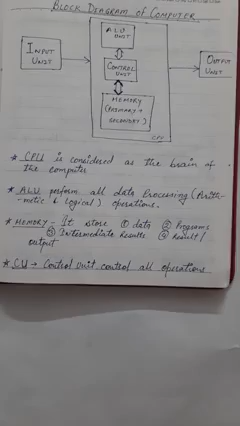 BLOCK DIAGRAM of COMPUTER
ALU
UNIT
INPUT
UNIT
CONTROL
UNIT
OUTPUT
UNIT
MEMORY
(PRIMARY +
SECONDARY)
CPU
* CPU is considered as the brain of
the computer
* ALU perform all data Processing (Arith-
-metic & Logical) operations.
* MEMORY - It store ① data ② Programs
③ Intermediate Results ④ Result/
output
* CU → Control Unit control all operations